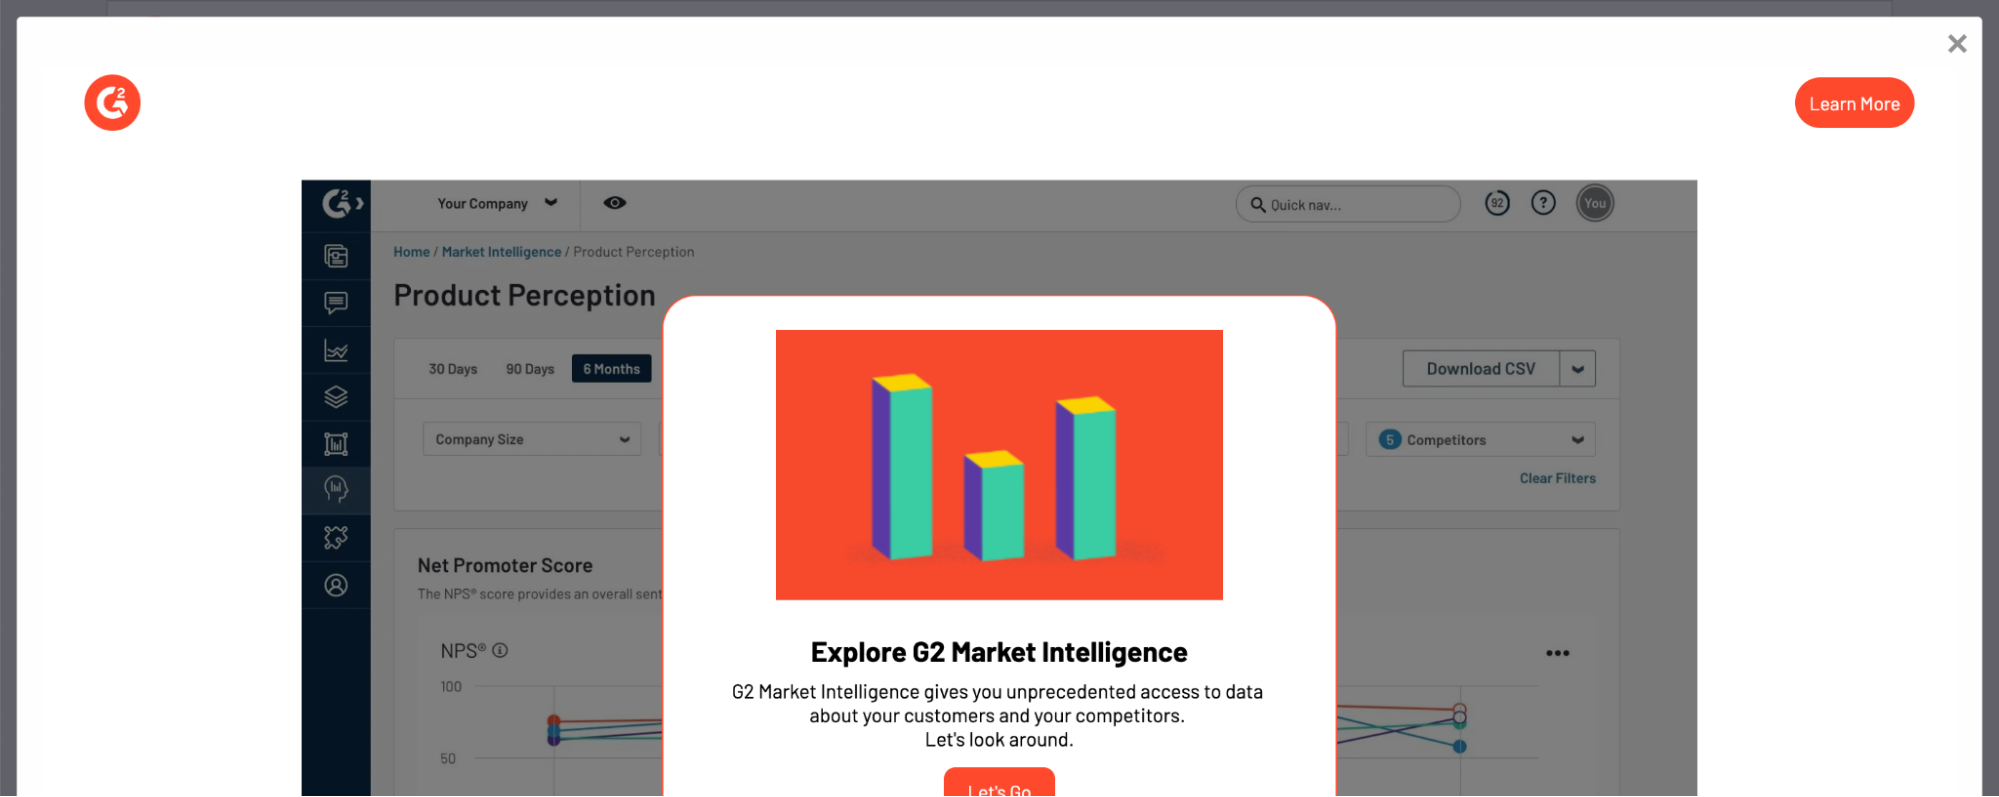 G2
Learn More
G2
Your Company
Quick nav...
92
?
You
Home / Market Intelligence / Product Perception
Product Perception
30 Days
90 Days
6 Months
Download CSV
Company Size
5 Competitors
Clear Filters
Net Promoter Score
The NPS® score provides an overall sent
NPS®
100
50
Explore G2 Market Intelligence
G2 Market Intelligence gives you unprecedented access to data
about your customers and your competitors.
Let's look around.
Let's Go